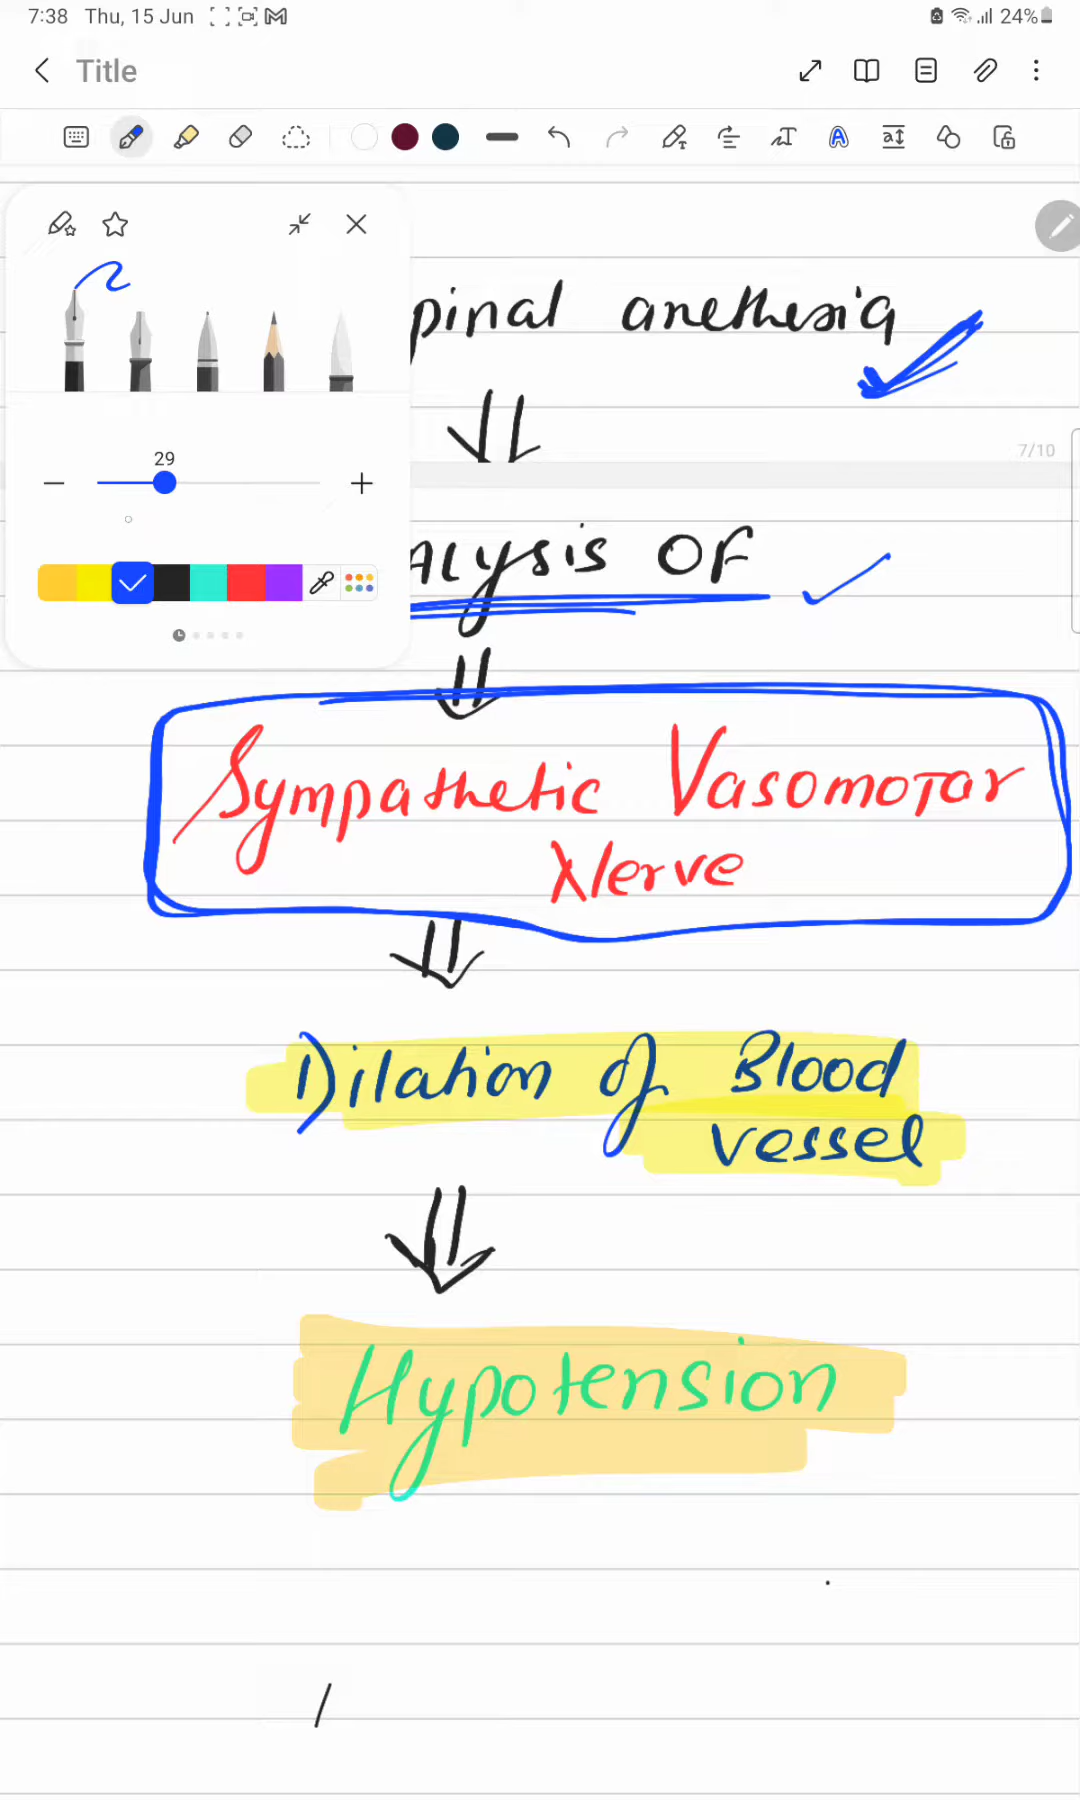 7:38 Thu, 15 Jun 24%
Title
pinal anethesia
29
7/10
alysis of
Sympathetic Vasomotor
Nerve
Dilation of Blood
vessel
Hypotension